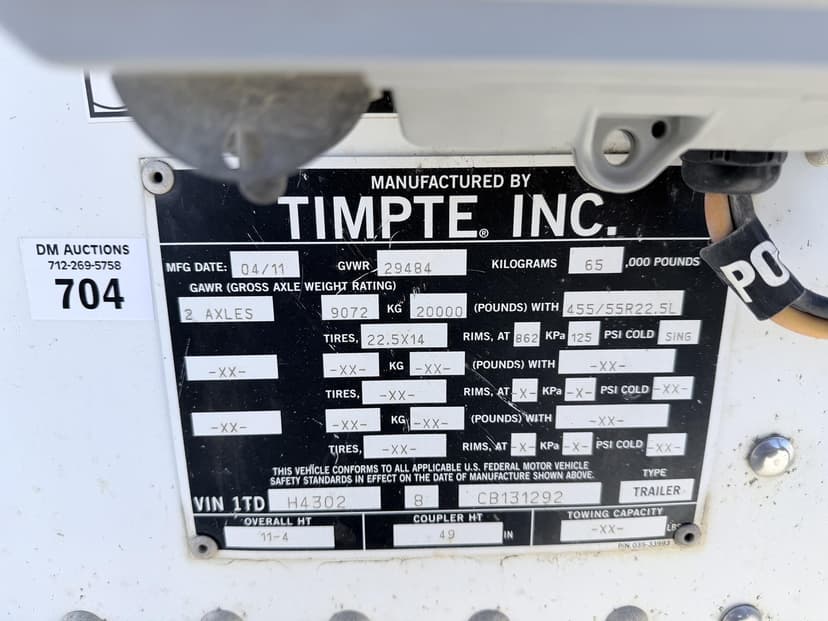 MANUFACTURED BY
TIMPTE® INC.
MFG DATE: 04/11 GVWR 29484 KILOGRAMS 65 ,000 POUNDS
GAWR (GROSS AXLE WEIGHT RATING)
2 AXLES 9072 KG 20000 (POUNDS) WITH 455/55R22.5L
TIRES, 22.5X14 RIMS, AT 862 KPa 125 PSI COLD SING
-XX- -XX- KG -XX- (POUNDS) WITH -XX-
TIRES, -XX- RIMS, AT -X- KPa -X- PSI COLD -XX-
-XX- -XX- KG -XX- (POUNDS) WITH -XX-
TIRES, -XX- RIMS, AT -X- KPa -X- PSI COLD -XX-
THIS VEHICLE CONFORMS TO ALL APPLICABLE U.S. FEDERAL MOTOR VEHICLE
SAFETY STANDARDS IN EFFECT ON THE DATE OF MANUFACTURE SHOWN ABOVE.
TYPE
TRAILER
VIN 1TD H4302 8 CB131292
OVERALL HT COUPLER HT TOWING CAPACITY
11-4 49 IN -XX- LBS
P/N 035-33993
DM AUCTIONS
712-269-5758
704
PO